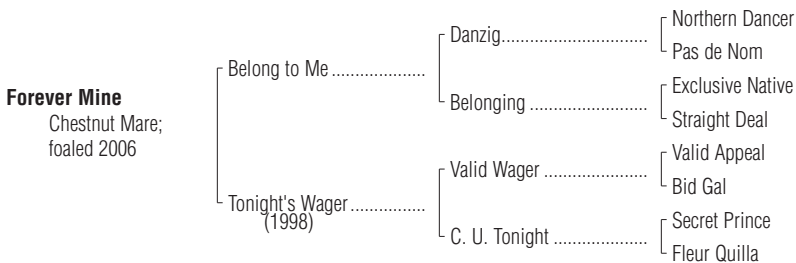 Northern Dancer
Danzig
Pas de Nom
Belong to Me
Exclusive Native
Belonging
Straight Deal
Forever Mine
Chestnut Mare;
foaled 2006
Valid Appeal
Valid Wager
Bid Gal
Tonight's Wager
(1998)
Secret Prince
C. U. Tonight
Fleur Quilla